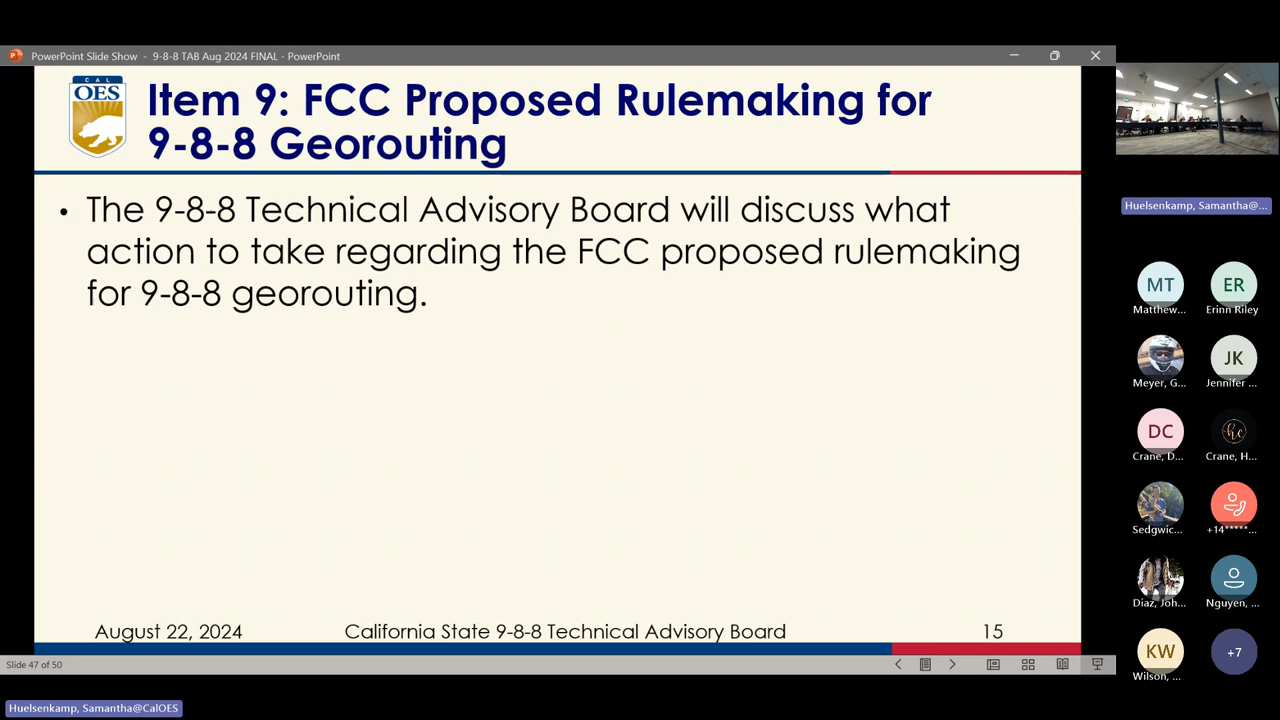 PowerPoint Slide Show - 9-8-8 TAB Aug 2024 FINAL - PowerPoint
CAL
OES
Item 9: FCC Proposed Rulemaking for
9-8-8 Georouting
• The 9-8-8 Technical Advisory Board will discuss what
action to take regarding the FCC proposed rulemaking
for 9-8-8 georouting.
August 22, 2024
California State 9-8-8 Technical Advisory Board
15
Slide 47 of 50
Huelsenkamp, Samantha@CalOES
Huelsenkamp, Samantha@...
MT
Matthew...
ER
Erinn Riley
Meyer, G...
JK
Jennifer ...
DC
Crane, D...
hc
Crane, H...
Sedgwic...
+14*****...
Diaz, Joh...
Nguyen, ...
KW
Wilson, ...
+7